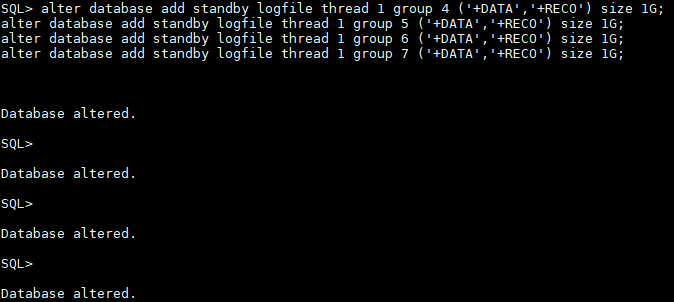 SQL> alter database add standby logfile thread 1 group 4 ('+DATA','+RECO') size 1G;
alter database add standby logfile thread 1 group 5 ('+DATA','+RECO') size 1G;
alter database add standby logfile thread 1 group 6 ('+DATA','+RECO') size 1G;
alter database add standby logfile thread 1 group 7 ('+DATA','+RECO') size 1G;
Database altered.
SQL>
Database altered.
SQL>
Database altered.
SQL>
Database altered.